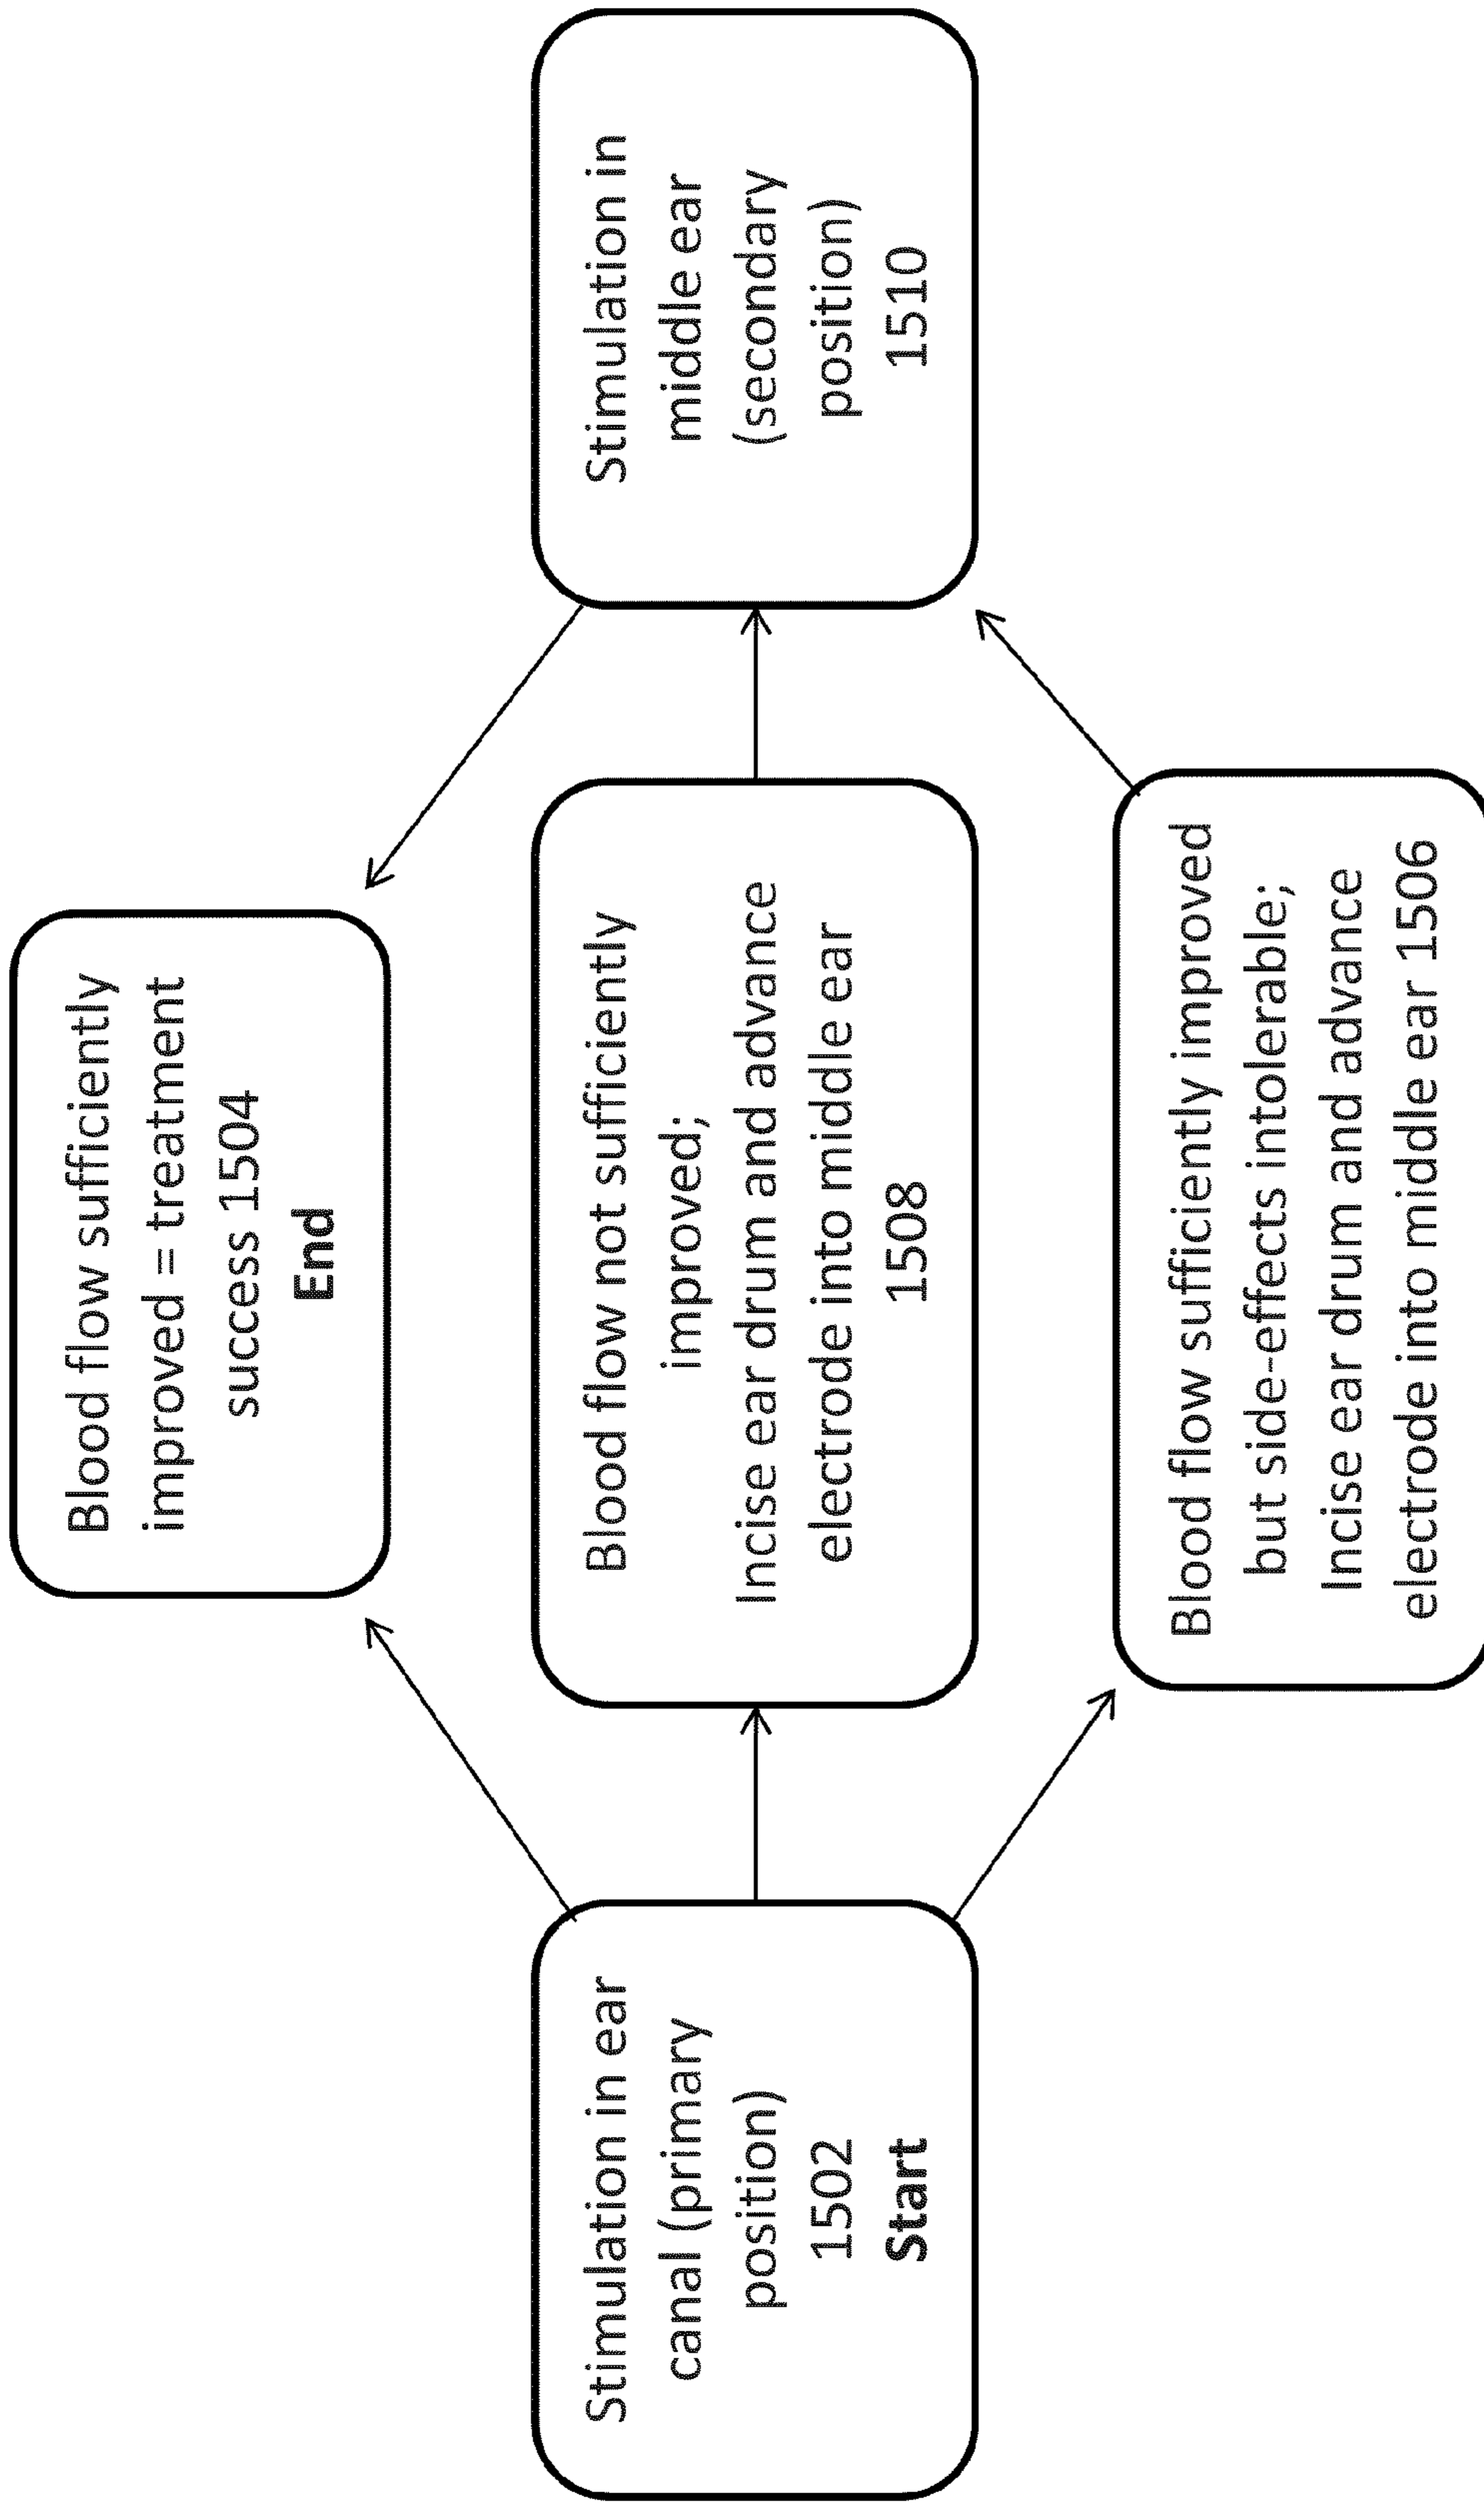 Stimulation in ear
canal (primary
position)
1502
Start
Blood flow sufficiently
improved = treatment
success 1504
End
Blood flow not sufficiently
improved;
Incise ear drum and advance
electrode into middle ear
1508
Blood flow sufficiently improved
but side-effects intolerable;
Incise ear drum and advance
electrode into middle ear 1506
Stimulation in
middle ear
(secondary
position)
1510